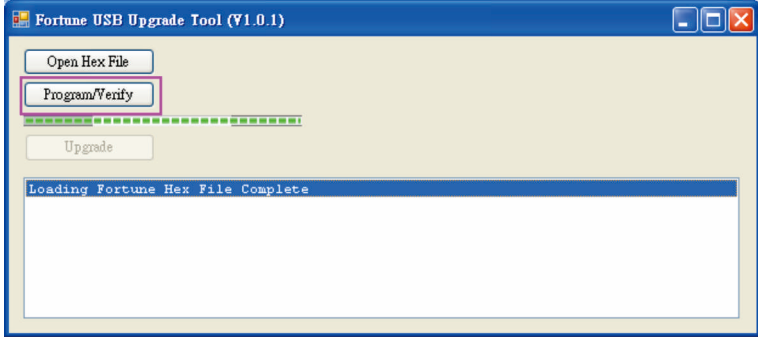 Fortune USB Upgrade Tool (V1.0.1)
Open Hex File
Program/Verify
Upgrade
Loading Fortune Hex File Complete